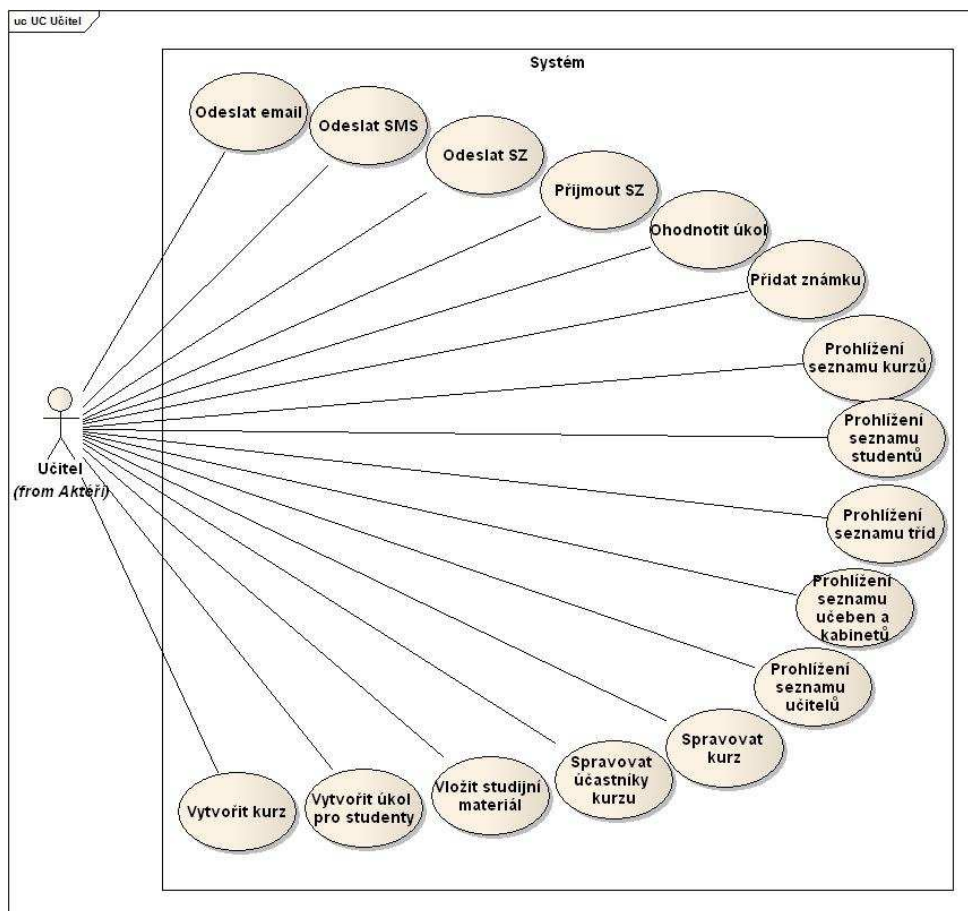 uc UC Učitel
Systém
Odeslat email
Odeslat SMS
Odeslat SZ
Přijmout SZ
Ohodnotit úkol
Přidat známku
Prohlížení
seznamu kurzů
Prohlížení
seznamu
studentů
Prohlížení
seznamu tříd
Prohlížení
seznamu
učeben a
kabinetů
Prohlížení
seznamu
učitelů
Spravovat
kurz
Spravovat
účastníky
kurzu
Vložit studijní
materiál
Vytvořit úkol
pro studenty
Vytvořit kurz
Učitel
(from Aktéři)